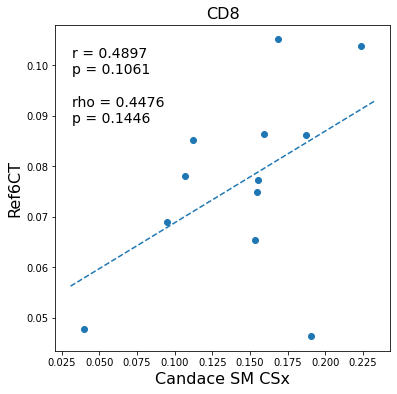 CD8
r = 0.4897
p = 0.1061
rho = 0.4476
p = 0.1446
Ref6CT
0.10
0.09
0.08
0.07
0.06
0.05
0.025 0.050 0.075 0.100 0.125 0.150 0.175 0.200 0.225
Candace SM CSx